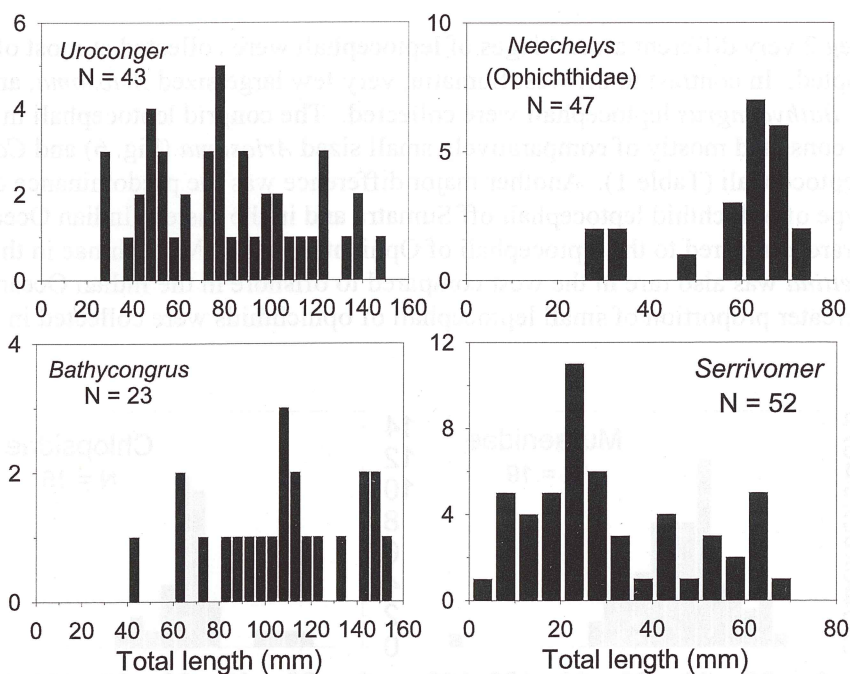 Uroconger
N = 43
6
4
2
0
0 20 40 60 80 100 120 140 160
Neechelys
(Ophichthidae)
N = 47
10
5
0
0 20 40 60 80
Bathycongrus
N = 23
4
2
0
0 20 40 60 80 100 120 140 160
Total length (mm)
Serrivomer
N = 52
12
8
4
0
0 20 40 60 80
Total length (mm)